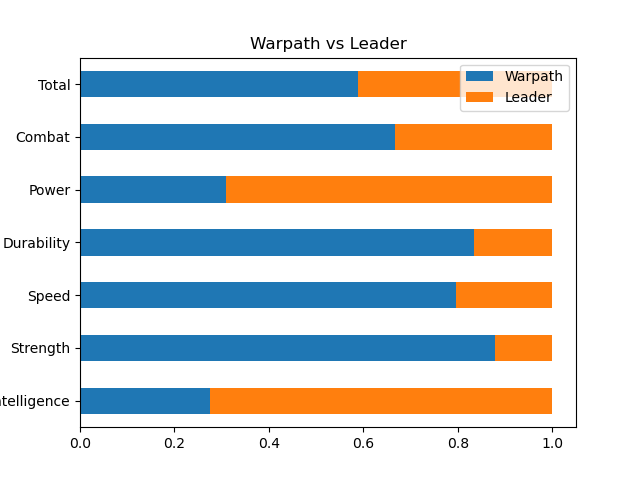 Warpath vs Leader
Total
Combat
Power
Durability
Speed
Strength
ntelligence
0.0 0.2 0.4 0.6 0.8 1.0
Warpath
Leader